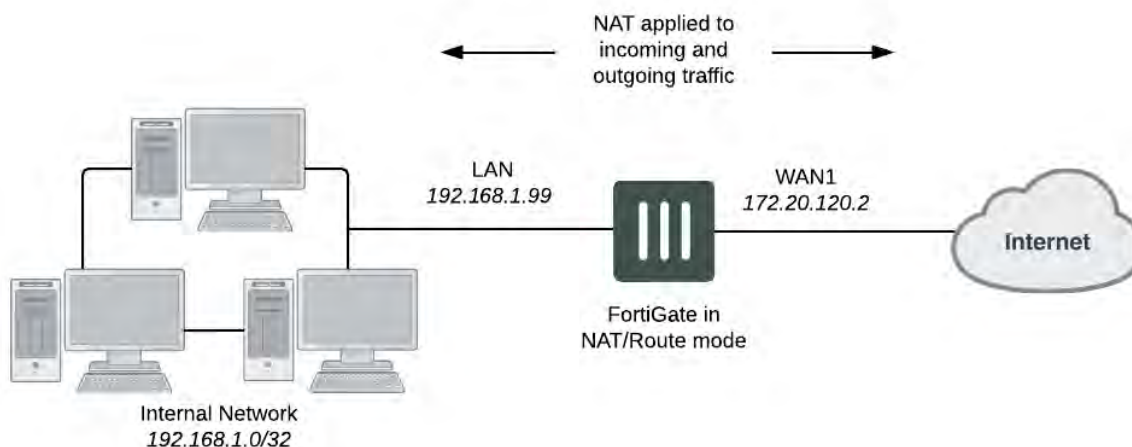 NAT applied to
incoming and
outgoing traffic
LAN
192.168.1.99
WAN1
172.20.120.2
Internet
FortiGate in
NAT/Route mode
Internal Network
192.168.1.0/32